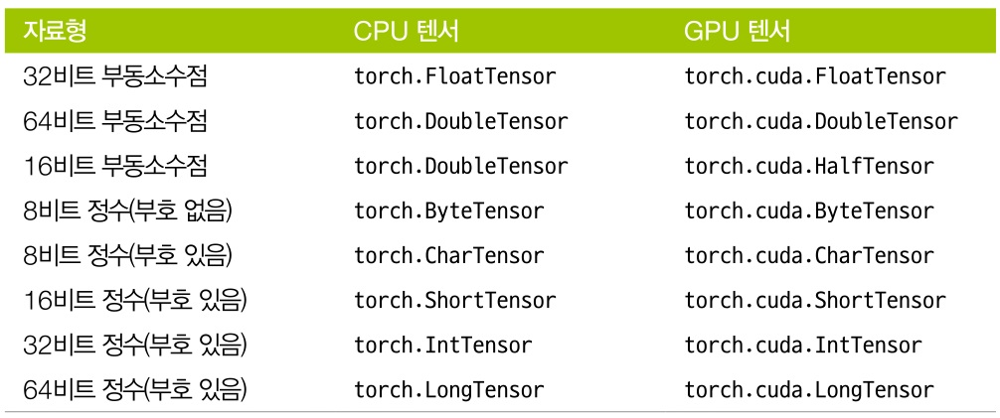 자료형 CPU 텐서 GPU 텐서
32비트 부동소수점 torch.FloatTensor torch.cuda.FloatTensor
64비트 부동소수점 torch.DoubleTensor torch.cuda.DoubleTensor
16비트 부동소수점 torch.DoubleTensor torch.cuda.HalfTensor
8비트 정수(부호 없음) torch.ByteTensor torch.cuda.ByteTensor
8비트 정수(부호 있음) torch.CharTensor torch.cuda.CharTensor
16비트 정수(부호 있음) torch.ShortTensor torch.cuda.ShortTensor
32비트 정수(부호 있음) torch.IntTensor torch.cuda.IntTensor
64비트 정수(부호 있음) torch.LongTensor torch.cuda.LongTensor